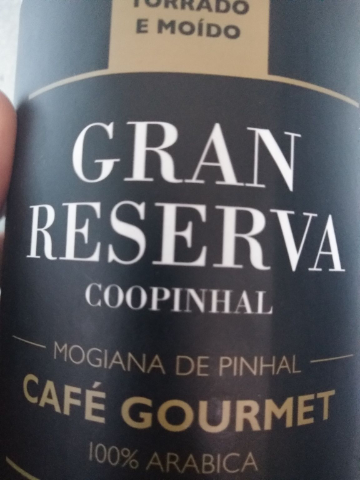 TORRADO
E MOÍDO
GRAN
RESERVA
COOPINHAL
MOGIANA DE PINHAL
CAFÉ GOURMET
100% ARABICA